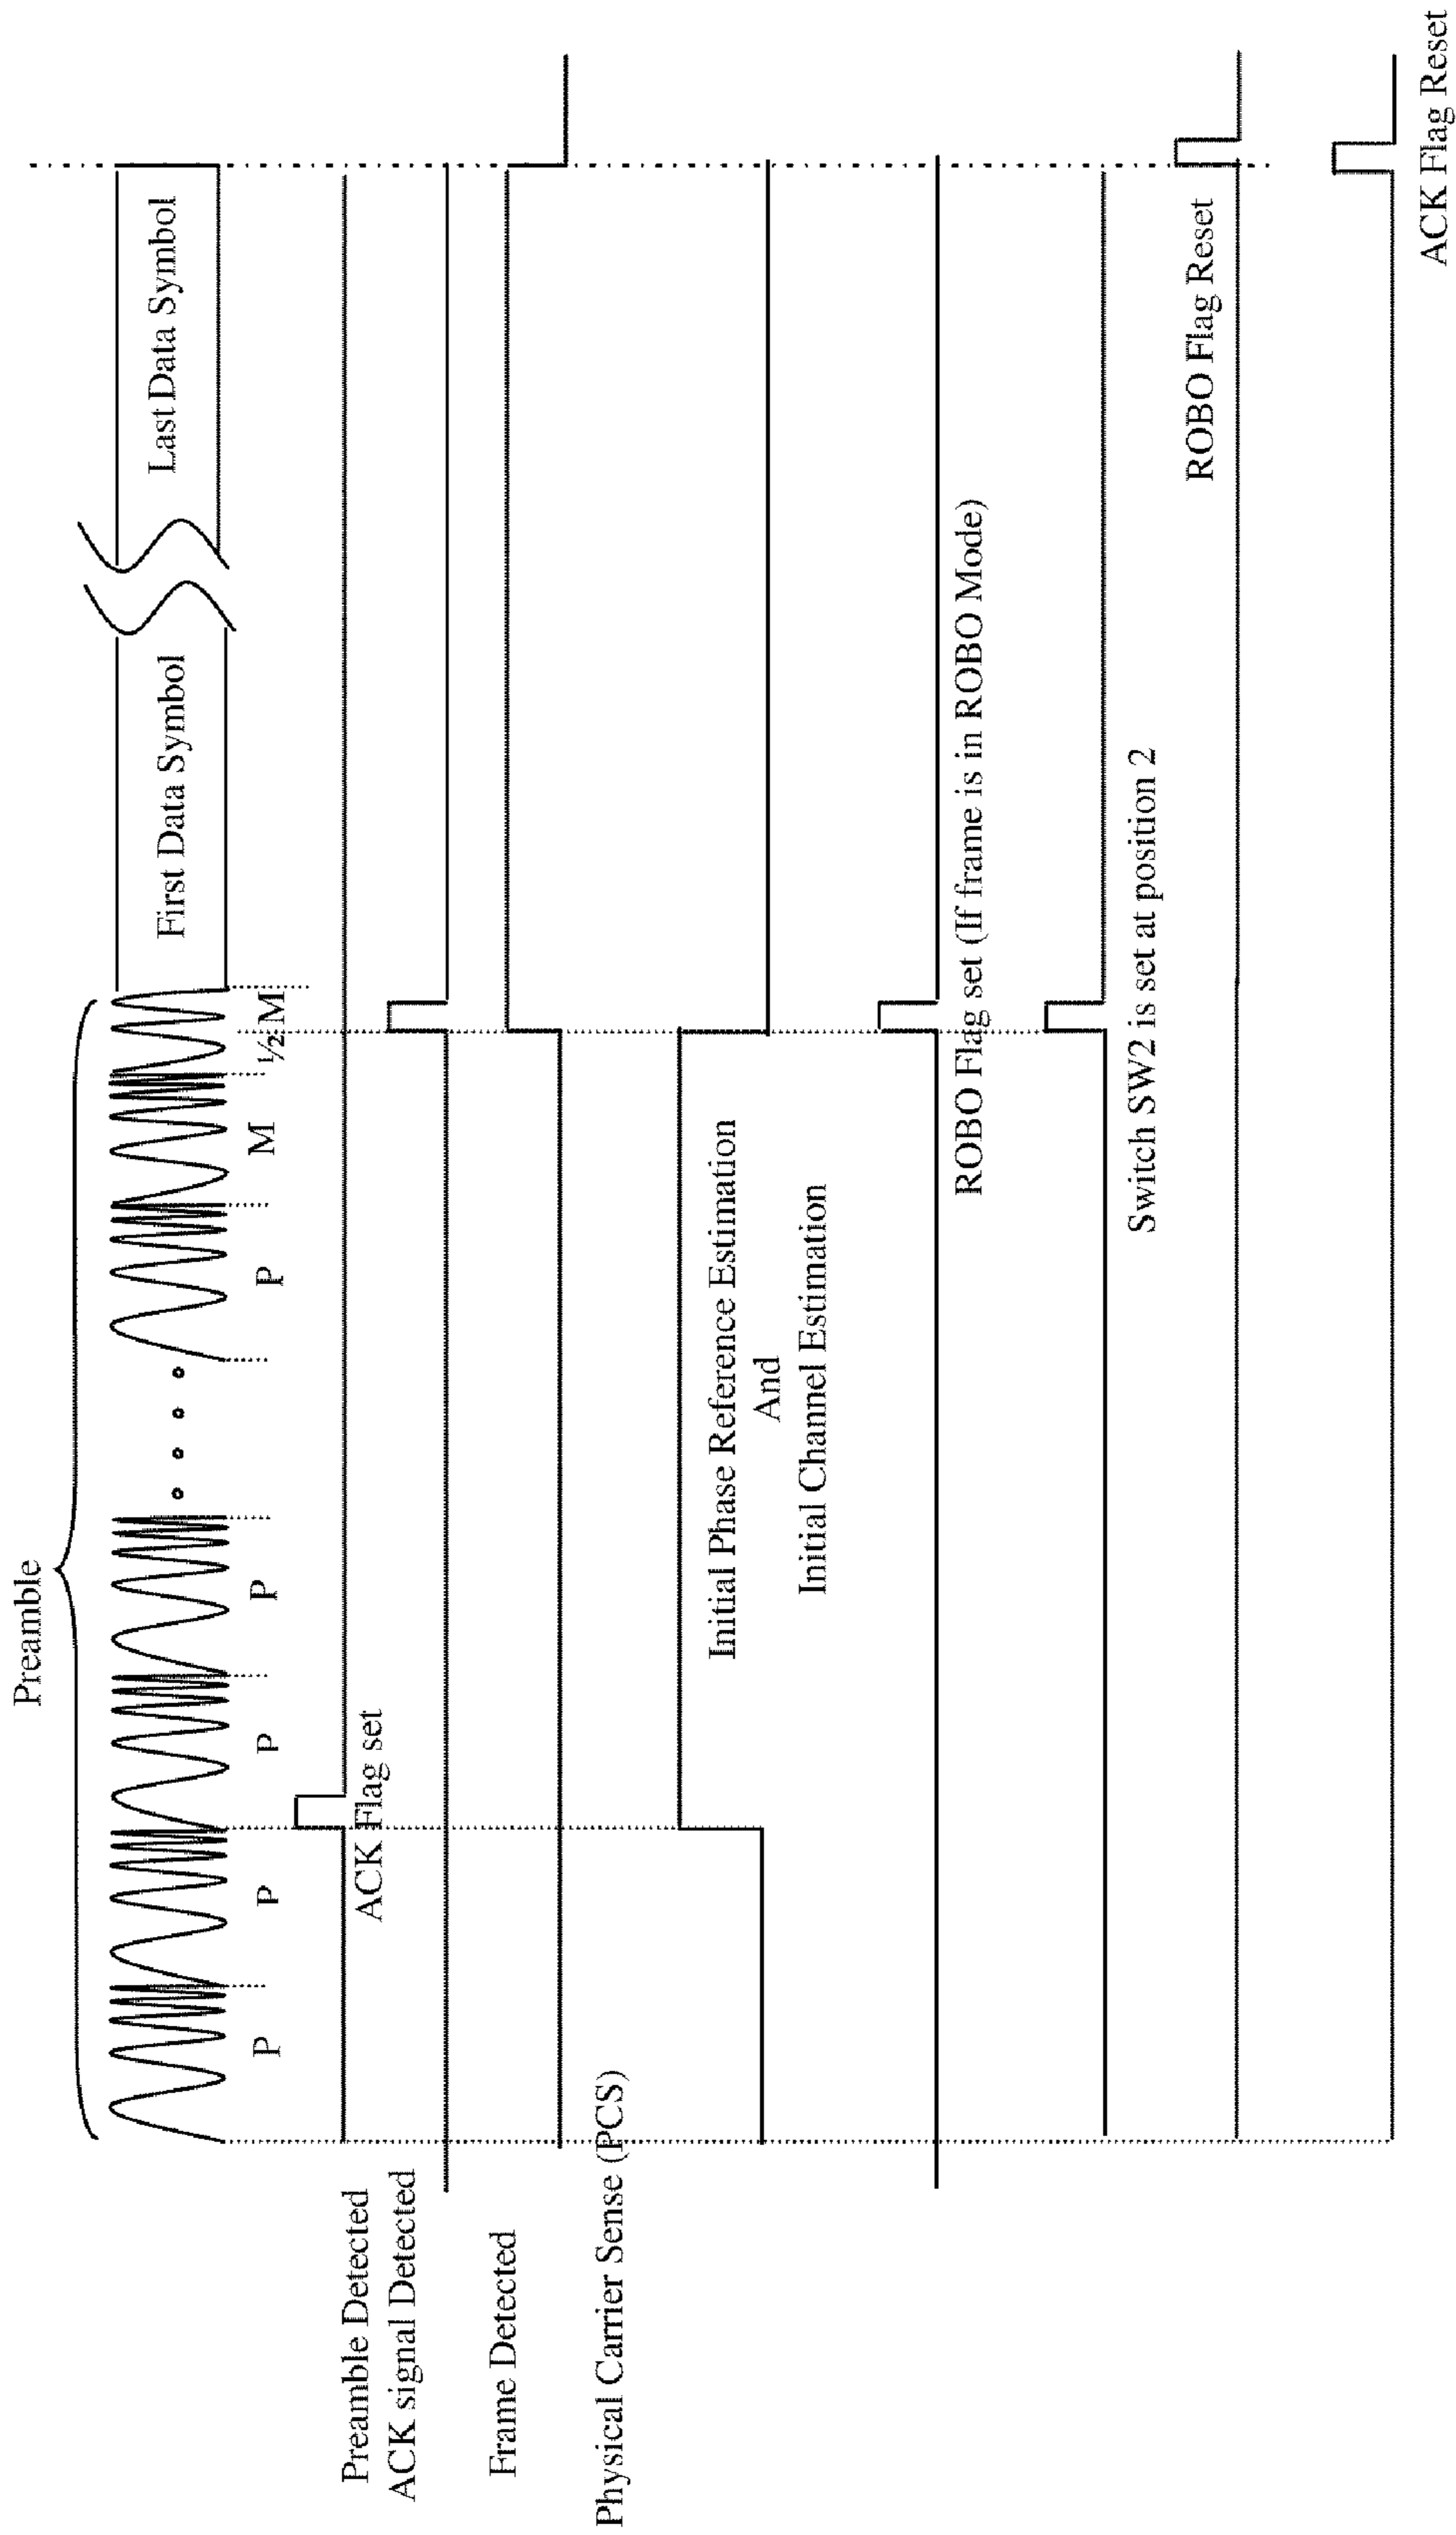 Preamble
First Data Symbol
Last Data Symbol
P
P
P
P
P
M
½ M
Preamble Detected
ACK signal Detected
ACK Flag set
Frame Detected
Physical Carrier Sense (PCS)
Initial Phase Reference Estimation
And
Initial Channel Estimation
ROBO Flag set (If frame is in ROBO Mode)
Switch SW2 is set at position 2
ROBO Flag Reset
ACK Flag Reset